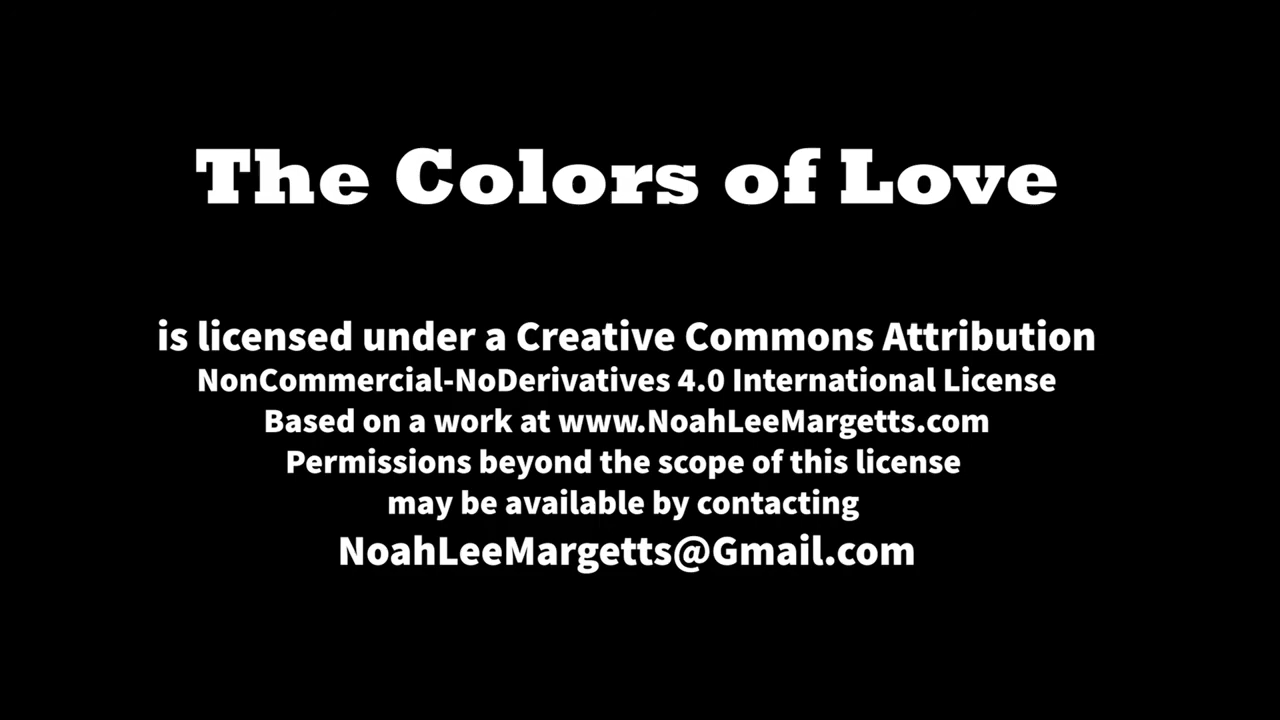 The Colors of Love
is licensed under a Creative Commons Attribution
NonCommercial-NoDerivatives 4.0 International License
Based on a work at www.NoahLeeMargetts.com
Permissions beyond the scope of this license
may be available by contacting
NoahLeeMargetts@Gmail.com